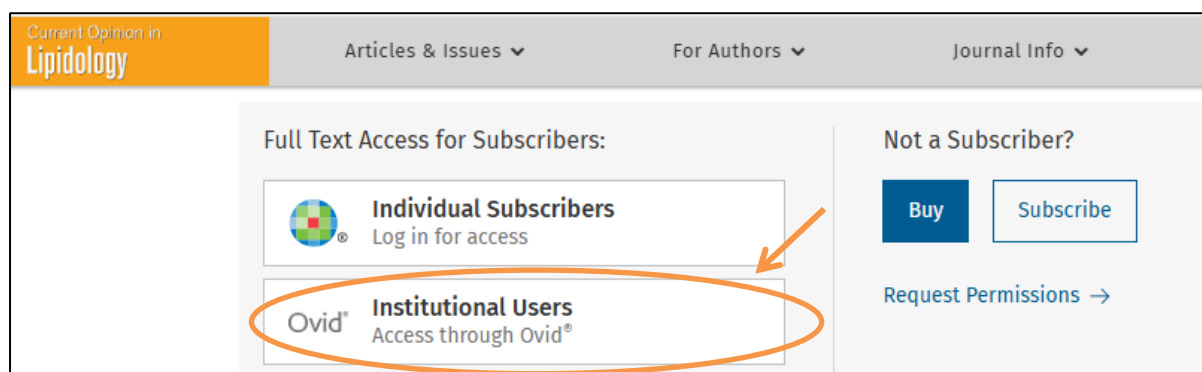 Current Opinion in
Lipidology
Articles & Issues
For Authors
Journal Info
Full Text Access for Subscribers:
Individual Subscribers
Log in for access
Ovid®
Institutional Users
Access through Ovid®
Not a Subscriber?
Buy
Subscribe
Request Permissions →